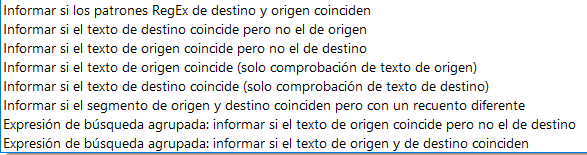 Informar si los patrones RegEx de destino y origen coinciden
Informar si el texto de destino coincide pero no el de origen
Informar si el texto de origen coincide pero no el de destino
Informar si el texto de origen coincide (solo comprobación de texto de origen)
Informar si el texto de destino coincide (solo comprobación de texto de destino)
Informar si el segmento de origen y destino coinciden pero con un recuento diferente
Expresión de búsqueda agrupada: informar si el texto de origen coincide pero no el de destino
Expresión de búsqueda agrupada: informar si el texto de origen y de destino coinciden